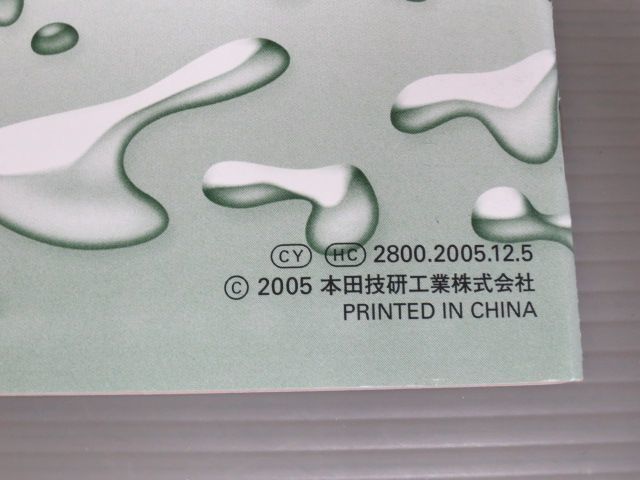 CY HC 2800.2005.12.5
© 2005 本田技研工業株式会社
PRINTED IN CHINA